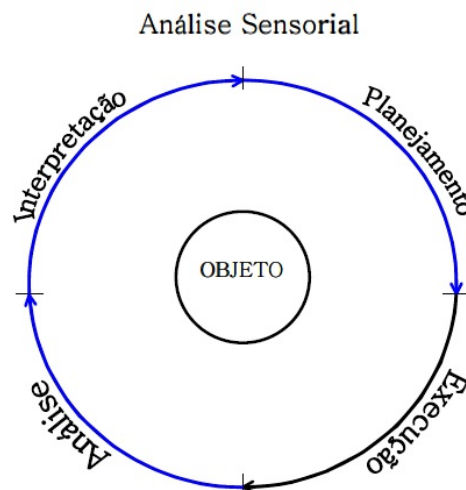 Análise Sensorial
Planejamento
Execução
Análise
Interpretação
OBJETO